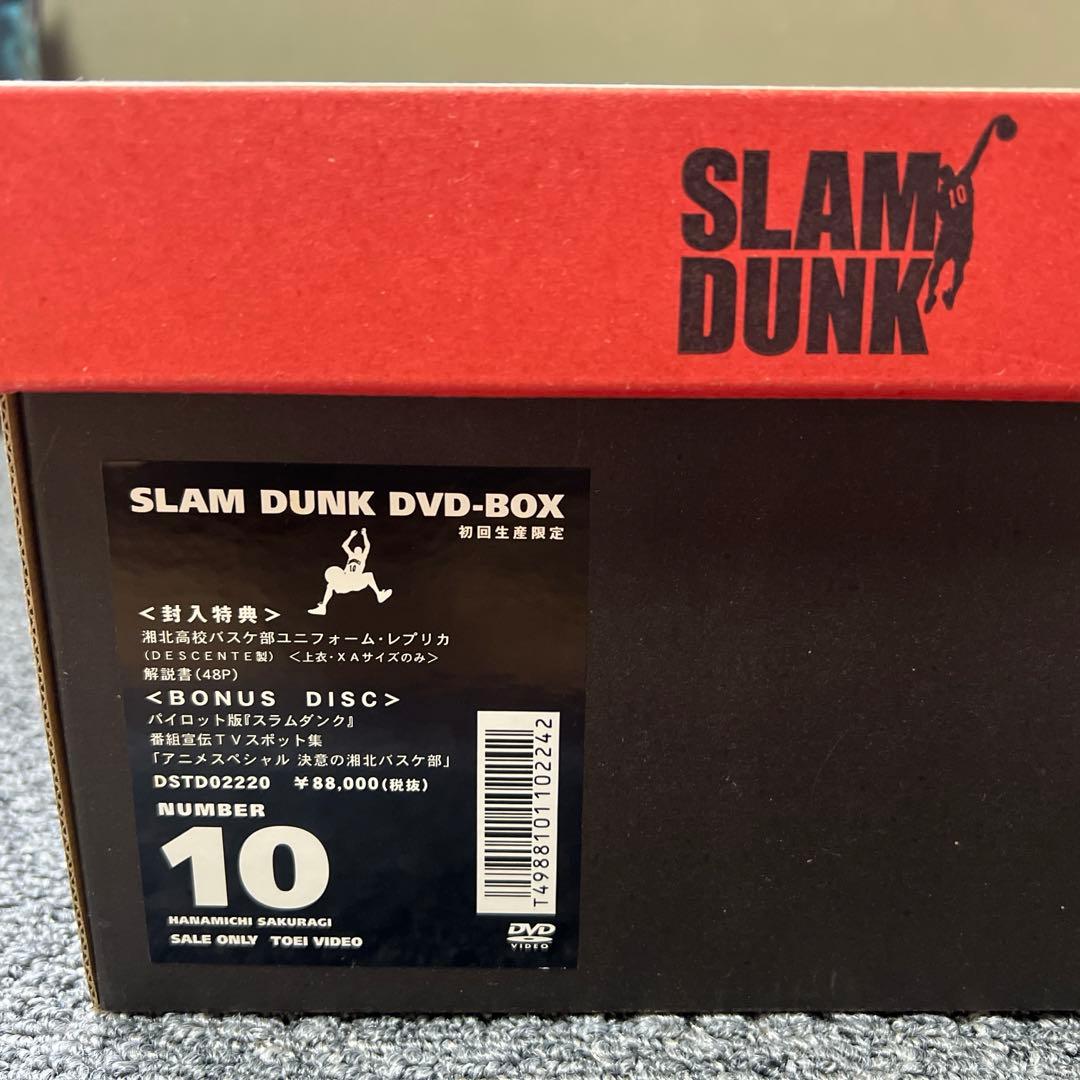 SLAM
DUNK
10
SLAM DUNK DVD-BOX
初回生産限定
10
＜封入特典＞
湘北高校バスケ部ユニフォーム・レプリカ
(DESCENTE製) ＜上衣・XAサイズのみ＞
解説書(48P)
＜BONUS DISC＞
パイロット版『スラムダンク』
番組宣伝TVスポット集
「アニメスペシャル 決意の湘北バスケ部」
DSTD02220 ￥88,000(税抜)
NUMBER
10
HANAMICHI SAKURAGI
SALE ONLY TOEI VIDEO
T4988101102242
DVD
VIDEO